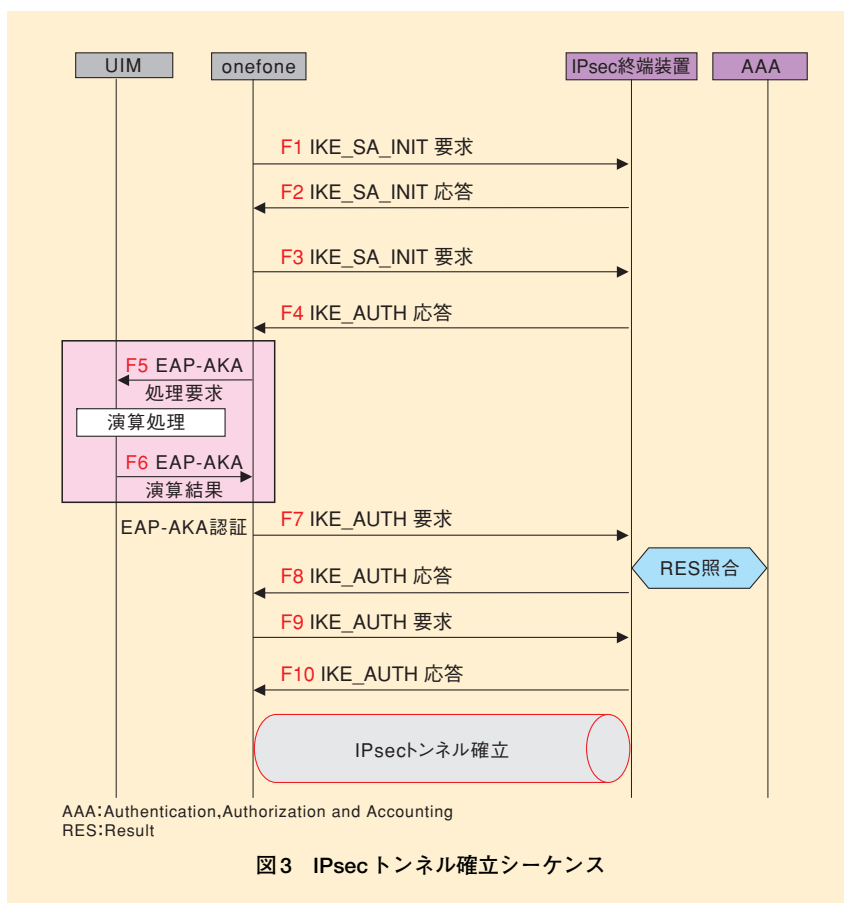 UIM
onefone
IPsec終端装置
AAA
F1 IKE_SA_INIT 要求
F2 IKE_SA_INIT 応答
F3 IKE_SA_INIT 要求
F4 IKE_AUTH 応答
F5 EAP-AKA
処理要求
演算処理
F6 EAP-AKA
演算結果
EAP-AKA認証
F7 IKE_AUTH 要求
RES照合
F8 IKE_AUTH 応答
F9 IKE_AUTH 要求
F10 IKE_AUTH 応答
IPsecトンネル確立
AAA:Authentication,Authorization and Accounting
RES:Result
図3 IPsecトンネル確立シーケンス